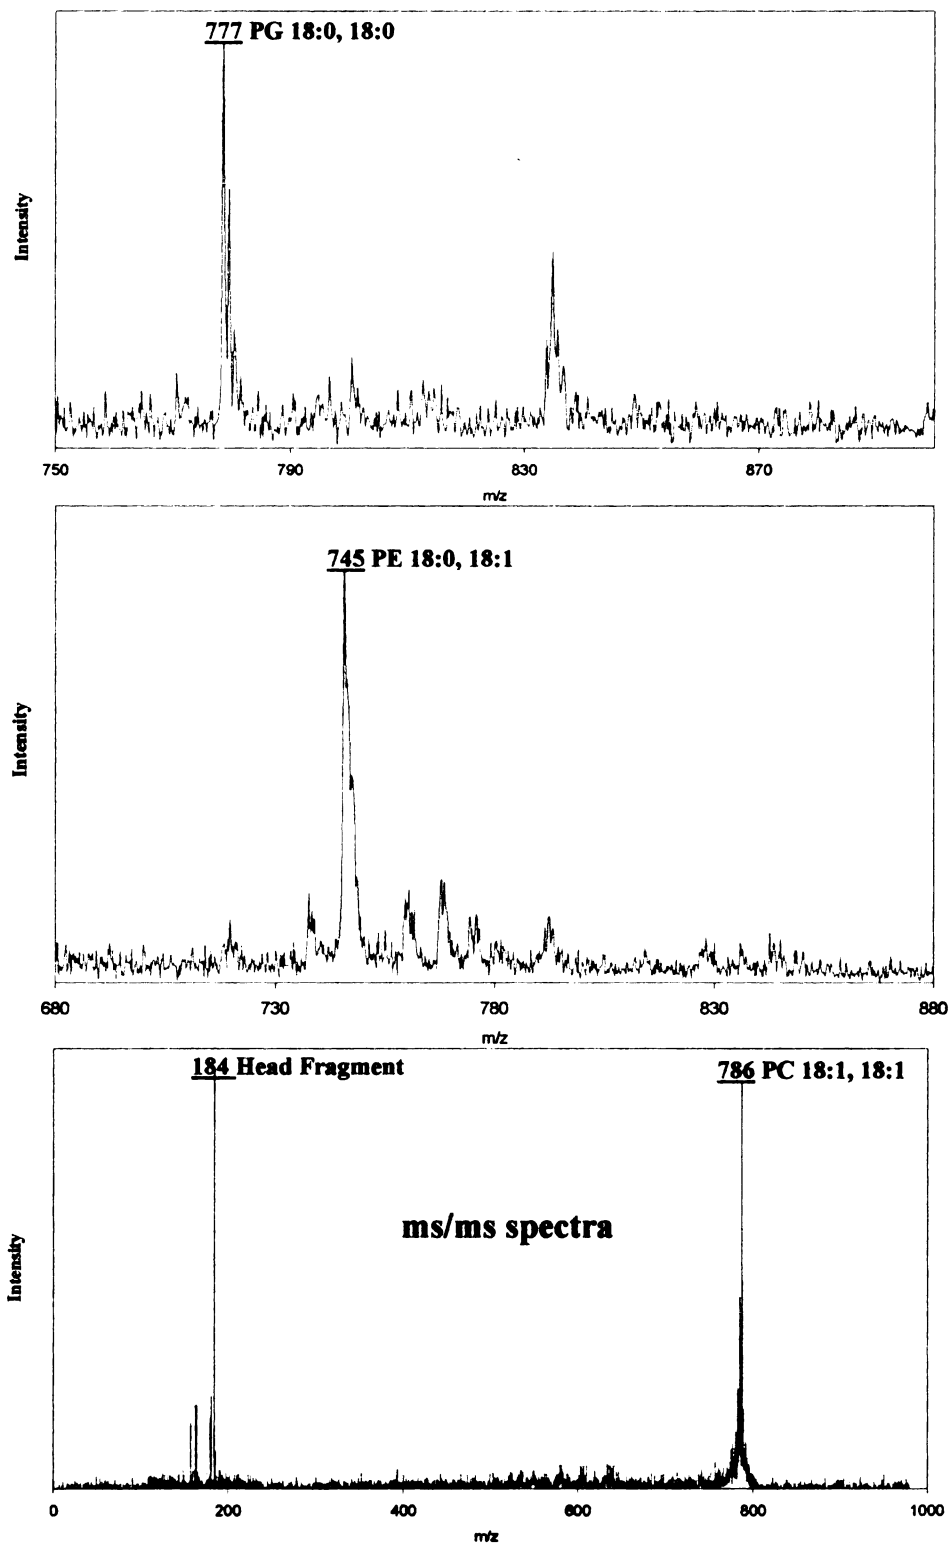 777 PG 18:0, 18:0
Intensity
750 790 830 870
m/z
745 PE 18:0, 18:1
Intensity
680 730 780 830 880
m/z
184 Head Fragment 786 PC 18:1, 18:1
ms/ms spectra
Intensity
0 200 400 600 800 1000
m/z